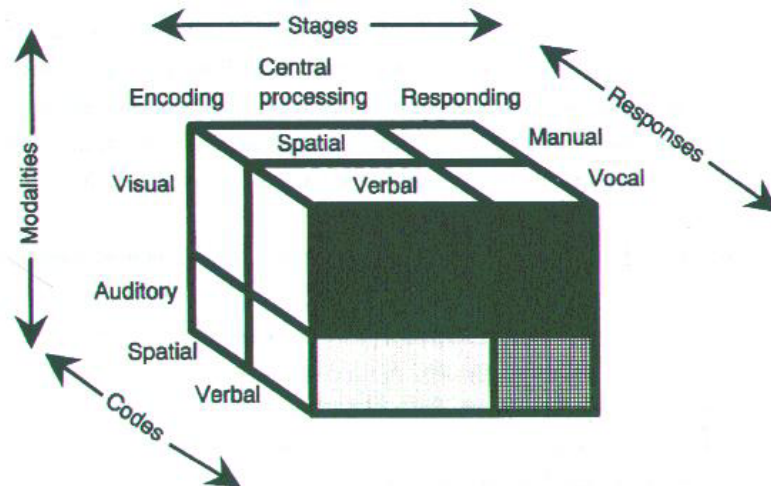 Stages
Central
Encoding processing Responding
Spatial Manual
Verbal Vocal
Responses
Modalities
Visual
Auditory
Spatial
Verbal
Codes